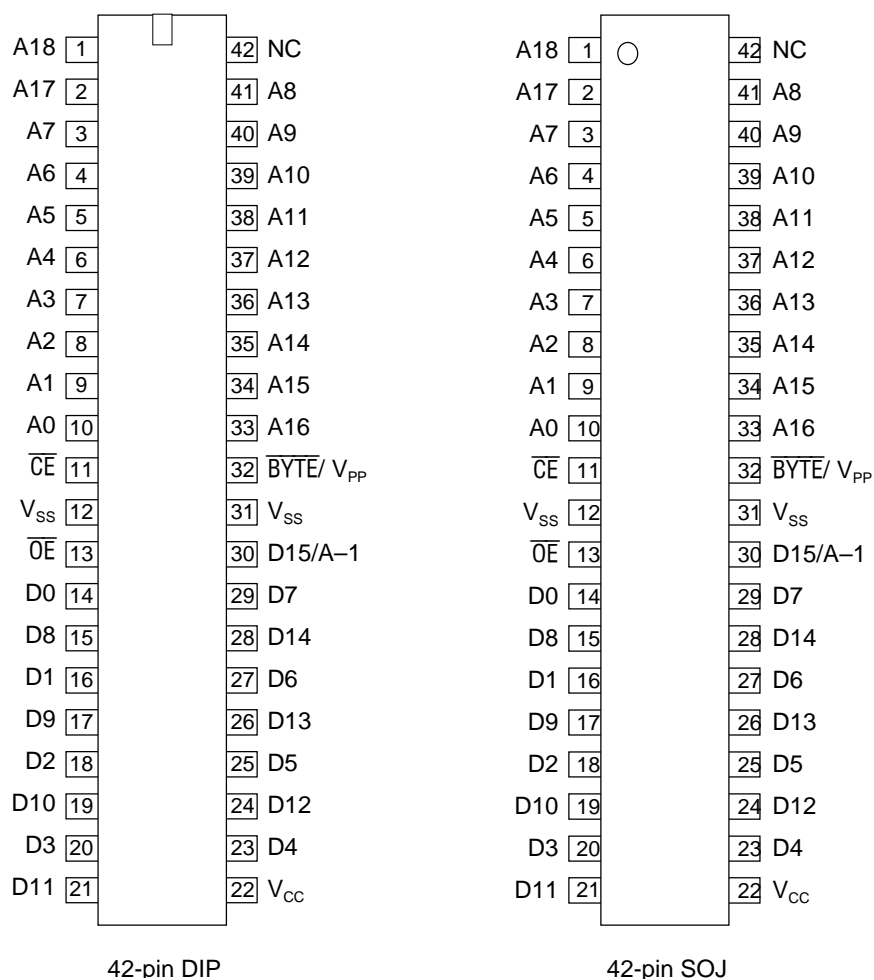 A18 1 42 NC
A17 2 41 A8
A7 3 40 A9
A6 4 39 A10
A5 5 38 A11
A4 6 37 A12
A3 7 36 A13
A2 8 35 A14
A1 9 34 A15
A0 10 33 A16
C̅E̅ 11 32 B̅Y̅T̅E̅/ VPP
VSS 12 31 VSS
O̅E̅ 13 30 D15/A–1
D0 14 29 D7
D8 15 28 D14
D1 16 27 D6
D9 17 26 D13
D2 18 25 D5
D10 19 24 D12
D3 20 23 D4
D11 21 22 VCC
42-pin DIP
A18 1 42 NC
A17 2 41 A8
A7 3 40 A9
A6 4 39 A10
A5 5 38 A11
A4 6 37 A12
A3 7 36 A13
A2 8 35 A14
A1 9 34 A15
A0 10 33 A16
C̅E̅ 11 32 B̅Y̅T̅E̅/ VPP
VSS 12 31 VSS
O̅E̅ 13 30 D15/A–1
D0 14 29 D7
D8 15 28 D14
D1 16 27 D6
D9 17 26 D13
D2 18 25 D5
D10 19 24 D12
D3 20 23 D4
D11 21 22 VCC
42-pin SOJ